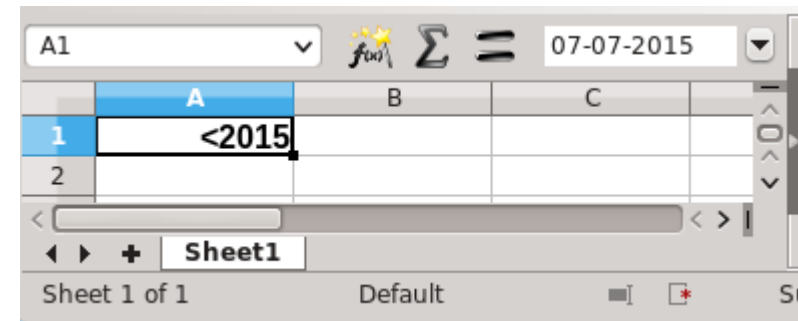 A1 f(x) Σ = 07-07-2015
A B C
1 <2015
2
Sheet1
Sheet 1 of 1 Default